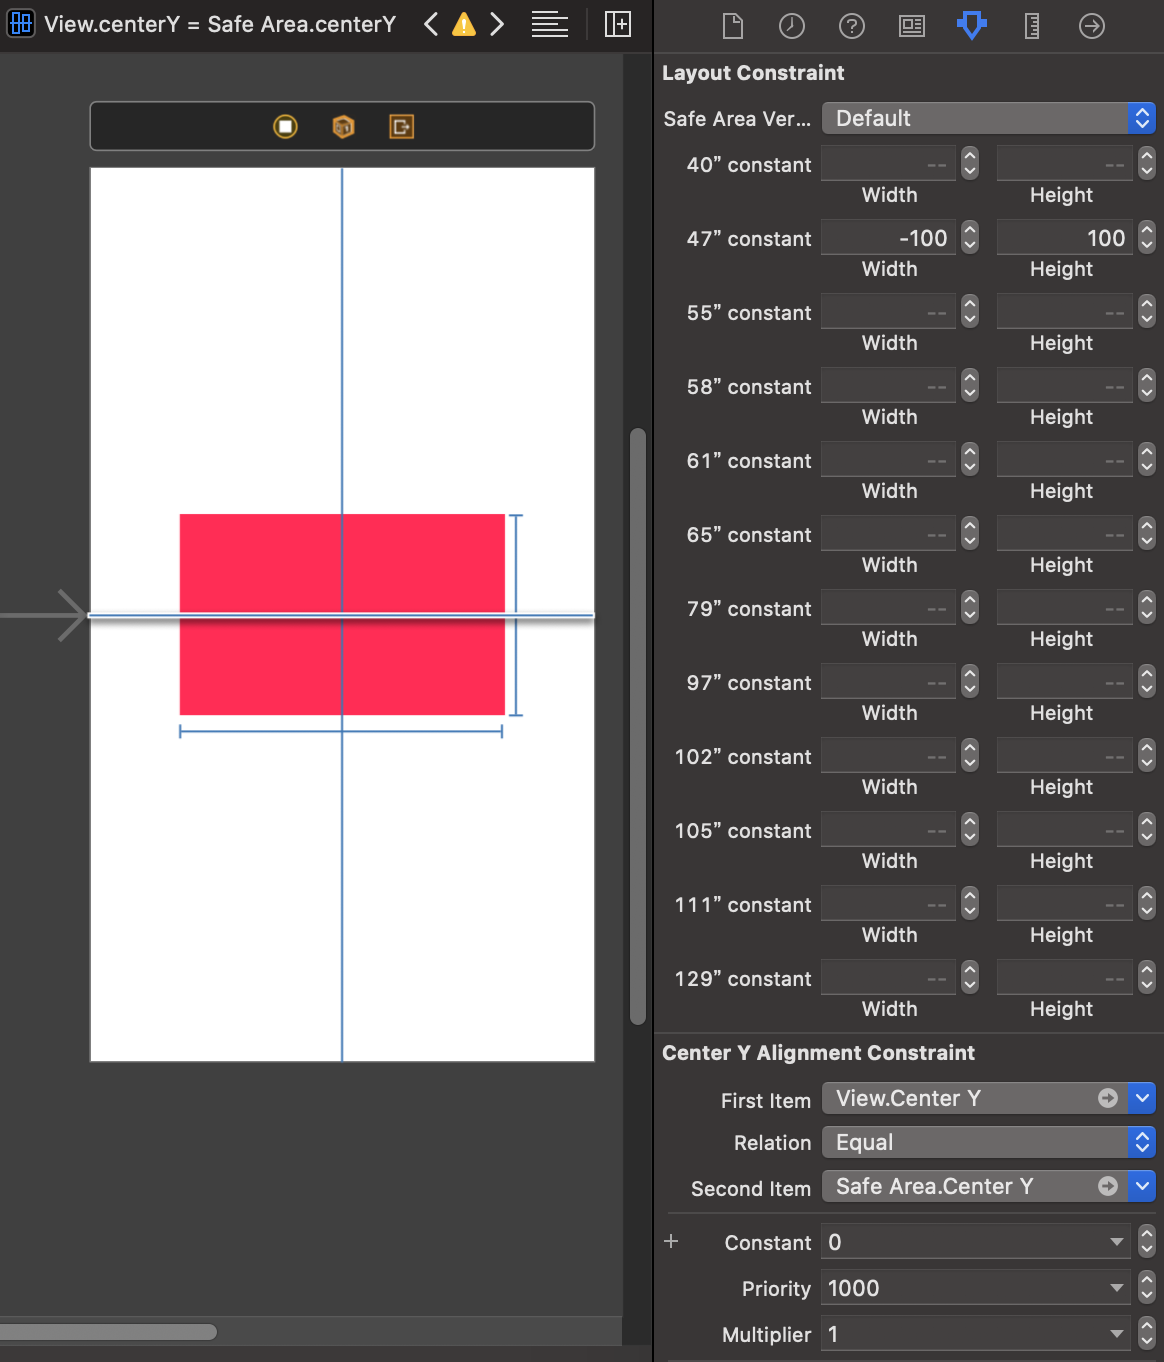 View.centerY = Safe Area.centerY
Layout Constraint
Safe Area Ver... Default
40” constant -- --
Width Height
47” constant -100 100
Width Height
55” constant -- --
Width Height
58” constant -- --
Width Height
61” constant -- --
Width Height
65” constant -- --
Width Height
79” constant -- --
Width Height
97” constant -- --
Width Height
102” constant -- --
Width Height
105” constant -- --
Width Height
111” constant -- --
Width Height
129” constant -- --
Width Height
Center Y Alignment Constraint
First Item View.Center Y
Relation Equal
Second Item Safe Area.Center Y
+ Constant 0
Priority 1000
Multiplier 1